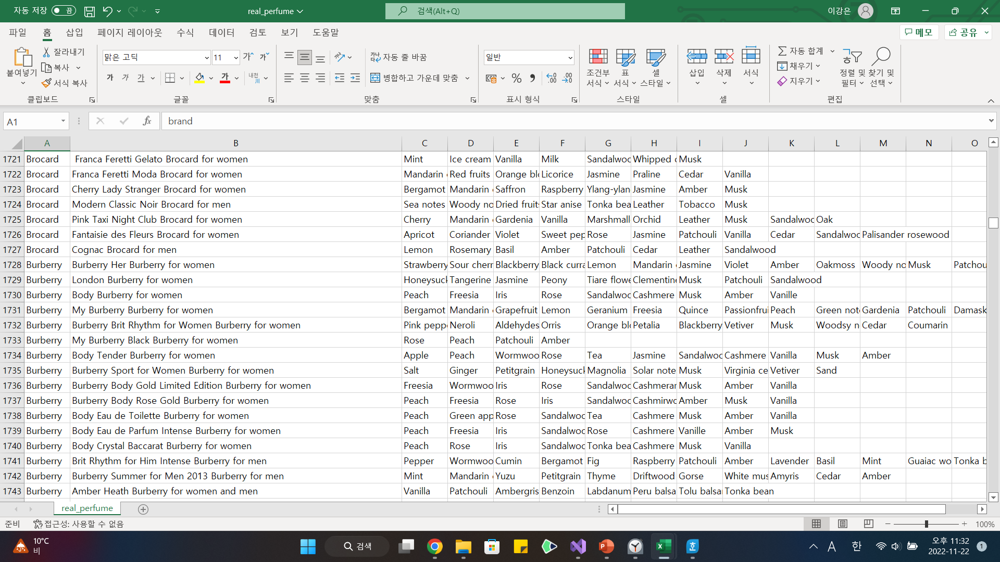 자동 저장 끔 real_perfume 검색(Alt+Q) 이강은
파일 홈 삽입 페이지 레이아웃 수식 데이터 검토 보기 도움말 메모 공유
붙여넣기 잘라내기 복사 서식 복사 클립보드
맑은 고딕 11 가 가 가 가 가 가 내천 글꼴
자동 줄 바꿈 병합하고 가운데 맞춤 맞춤
일반 % 표시 형식
조건부 서식 표 서식 셀 스타일 스타일
삽입 삭제 서식 셀
자동 합계 채우기 지우기 정렬 및 필터 찾기 및 선택 편집
A1 fx brand
A B C D E F G H I J K L M N O
1721 Brocard Franca Feretti Gelato Brocard for women Mint Ice cream Vanilla Milk Sandalwoo Whipped c Musk
1722 Brocard Franca Feretti Moda Brocard for women Mandarin o Red fruits Orange blo Licorice Jasmine Praline Cedar Vanilla
1723 Brocard Cherry Lady Stranger Brocard for women Bergamot Mandarin o Saffron Raspberry Ylang-ylan Jasmine Amber Musk
1724 Brocard Modern Classic Noir Brocard for men Sea notes Woody no Dried fruits Star anise Tonka bea Leather Tobacco Musk
1725 Brocard Pink Taxi Night Club Brocard for women Cherry Mandarin o Gardenia Vanilla Marshmall Orchid Leather Musk Sandalwoo Oak
1726 Brocard Fantaisie des Fleurs Brocard for women Apricot Coriander Violet Sweet pep Rose Jasmine Patchouli Vanilla Cedar Sandalwoo Palisander rosewood
1727 Brocard Cognac Brocard for men Lemon Rosemary Basil Amber Patchouli Cedar Leather Sandalwood
1728 Burberry Burberry Her Burberry for women Strawberry Sour cherr Blackberry Black curra Lemon Mandarin o Jasmine Violet Amber Oakmoss Woody no Musk Patchou
1729 Burberry London Burberry for women Honeysuck Tangerine Jasmine Peony Tiare flowe Clementine Musk Patchouli Sandalwood
1730 Burberry Body Burberry for women Peach Freesia Iris Rose Sandalwoo Cashmere Musk Amber Vanille
1731 Burberry My Burberry Burberry for women Bergamot Mandarin o Grapefruit Lemon Geranium Freesia Quince Passionfrui Peach Green note Gardenia Patchouli Damask
1732 Burberry Burberry Brit Rhythm for Women Burberry for women Pink peppe Neroli Aldehydes Orris Orange blo Petalia Blackberry Vetiver Musk Woodsy n Cedar Coumarin
1733 Burberry My Burberry Black Burberry for women Rose Peach Patchouli Amber
1734 Burberry Body Tender Burberry for women Apple Peach Wormwoo Rose Tea Jasmine Sandalwoo Cashmere Vanilla Musk Amber
1735 Burberry Burberry Sport for Women Burberry for women Salt Ginger Petitgrain Honeysuck Magnolia Solar note Musk Virginia ce Vetiver Sand
1736 Burberry Burberry Body Gold Limited Edition Burberry for women Freesia Wormwoo Iris Rose Sandalwoo Cashmeran Musk Amber Vanilla
1737 Burberry Burberry Body Rose Gold Burberry for women Peach Freesia Rose Iris Sandalwoo Cashmirwo Amber Musk Vanilla
1738 Burberry Body Eau de Toilette Burberry for women Peach Green app Rose Sandalwoo Tea Cashmere Musk Amber Vanilla
1739 Burberry Body Eau de Parfum Intense Burberry for women Peach Freesia Iris Sandalwoo Rose Cashmere Vanille Amber Musk
1740 Burberry Body Crystal Baccarat Burberry for women Peach Rose Iris Sandalwoo Tonka bea Cashmere Musk Vanilla
1741 Burberry Brit Rhythm for Him Intense Burberry for men Pepper Wormwoo Cumin Bergamot Fig Raspberry Patchouli Amber Lavender Basil Mint Guaiac wo Tonka b
1742 Burberry Burberry Summer for Men 2013 Burberry for men Mint Mandarin o Yuzu Petitgrain Thyme Driftwood Gorse White mus Amyris Cedar Amber
1743 Burberry Amber Heath Burberry for women and men Vanilla Patchouli Ambergris Benzoin Labdanum Peru balsa Tolu balsa Tonka bean
real_perfume
준비 접근성: 사용할 수 없음 100%
10°C 비 검색 A 한 오후 11:32 2022-11-22 1